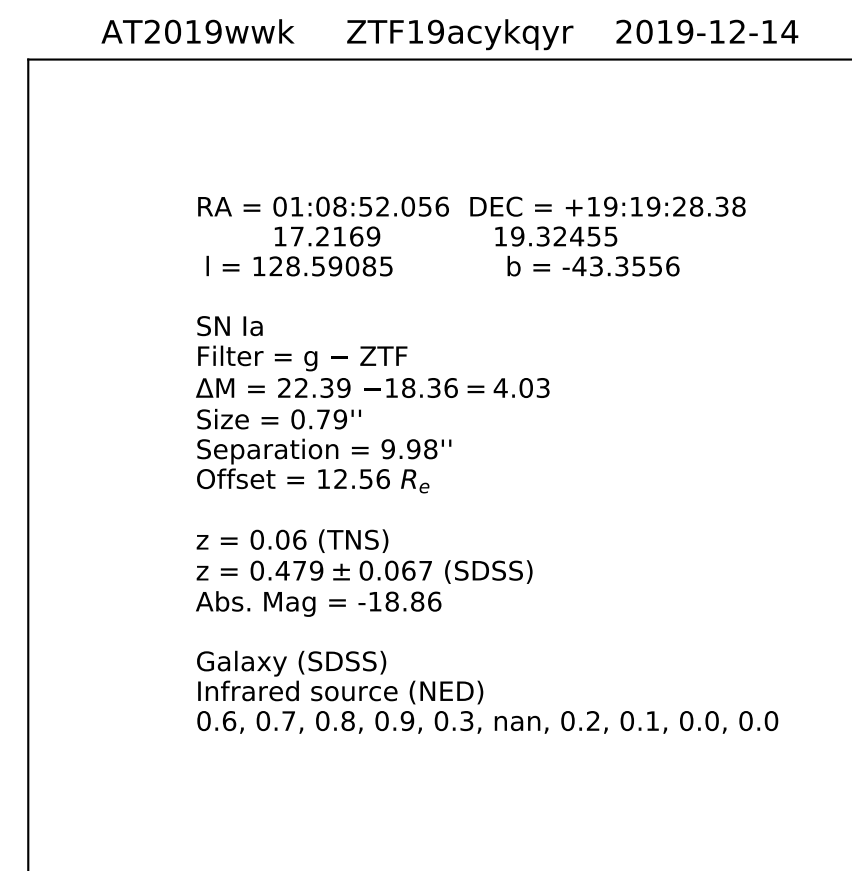 AT2019wwk ZTF19acykqyr 2019-12-14
RA = 01:08:52.056 DEC = +19:19:28.38
17.2169 19.32455
l = 128.59085 b = -43.3556
SN Ia
Filter = g − ZTF
ΔM = 22.39 −18.36 = 4.03
Size = 0.79''
Separation = 9.98''
Offset = 12.56 Rₑ
z = 0.06 (TNS)
z = 0.479 ± 0.067 (SDSS)
Abs. Mag = -18.86
Galaxy (SDSS)
Infrared source (NED)
0.6, 0.7, 0.8, 0.9, 0.3, nan, 0.2, 0.1, 0.0, 0.0